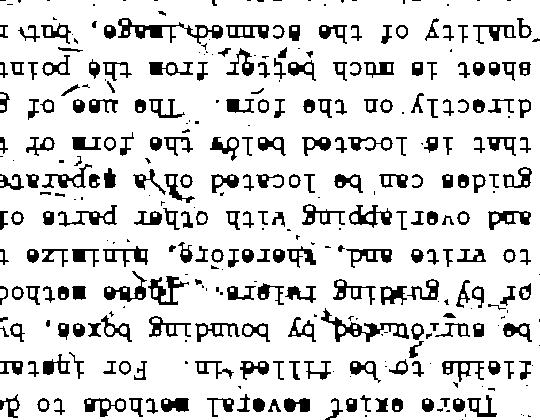 There exist several methods to de
fields to be filled in. For instan
be surrounded by bounding boxes, by
or by guiding rulers. These method
to write and, therefore, minimize t
and overlapping with other parts of
guides can be located on a separate
that is located below the form or t
directly on the form. The use of g
sheet is much better from the point
quality of the scanned image, but